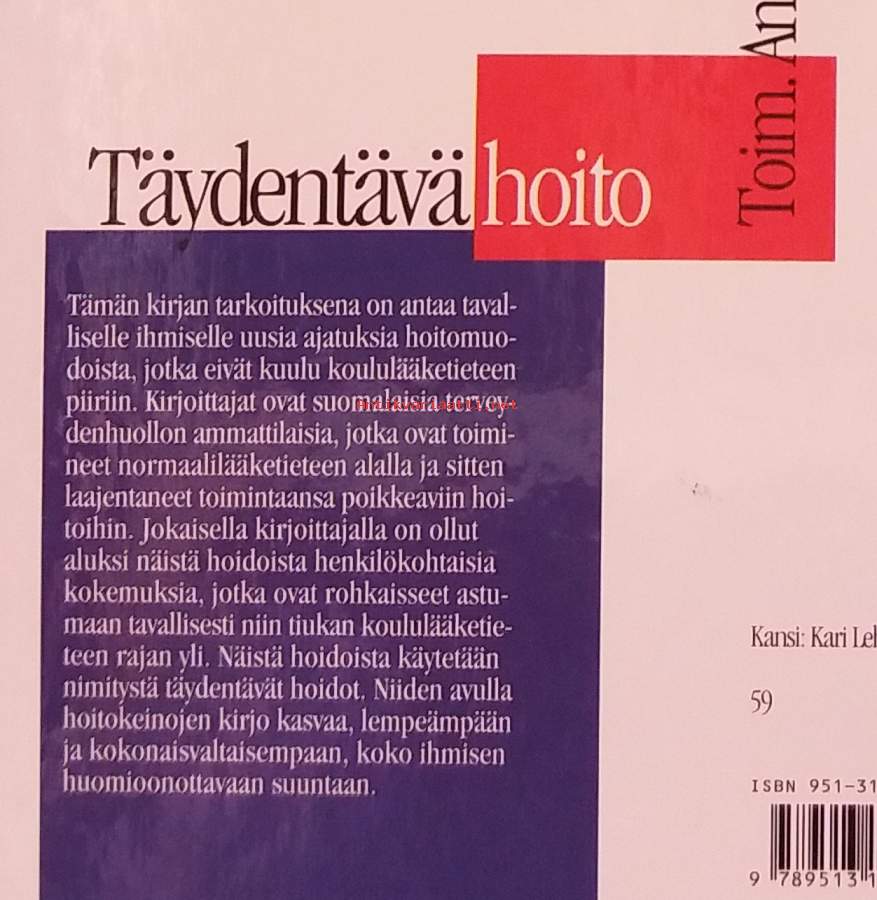 Toim. An
Täydentävä hoito
Tämän kirjan tarkoituksena on antaa taval-
liselle ihmiselle uusia ajatuksia hoitomuo-
doista, jotka eivät kuulu koululääketieteen
piiriin. Kirjoittajat ovat suomalaisia tervey-
denhuollon ammattilaisia, jotka ovat toimi-
neet normaalilääketieteen alalla ja sitten
laajentaneet toimintaansa poikkeaviin hoi-
toihin. Jokaisella kirjoittajalla on ollut
aluksi näistä hoidoista henkilökohtaisia
kokemuksia, jotka ovat rohkaisseet astu-
maan tavallisesti niin tiukan koululääketie-
teen rajan yli. Näistä hoidoista käytetään
nimitystä täydentävät hoidot. Niiden avulla
hoitokeinojen kirjo kasvaa, lempeämpään
ja kokonaisvaltaisempaan, koko ihmisen
huomioonottavaan suuntaan.
Antikvariaatti.net
Kansi: Kari Leh
59
ISBN 951-31
9 789513 1